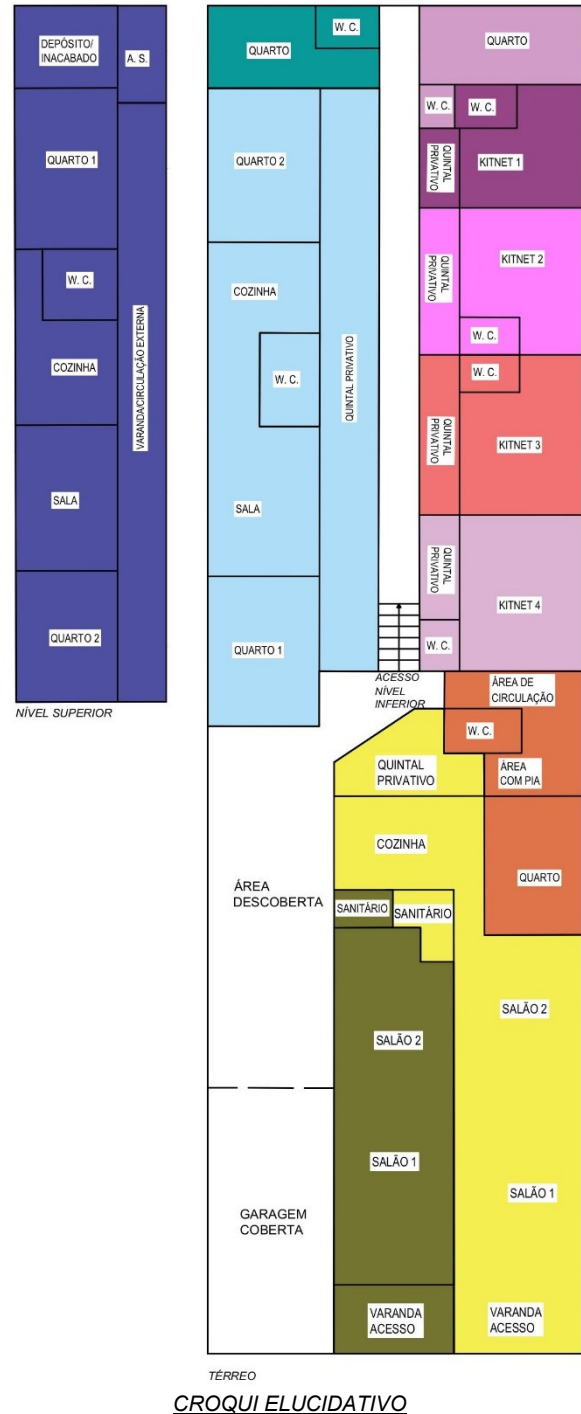 DEPÓSITO/
INACABADO
A. S.
QUARTO 1
W. C.
COZINHA
VARANDA/CIRCULAÇÃO EXTERNA
SALA
QUARTO 2
NÍVEL SUPERIOR
W. C.
QUARTO
QUARTO 2
COZINHA
W. C.
QUINTAL PRIVATIVO
SALA
QUARTO 1
QUARTO
W. C.
W. C.
QUINTAL
PRIVATIVO
KITNET 1
QUINTAL
PRIVATIVO
KITNET 2
W. C.
W. C.
QUINTAL
PRIVATIVO
KITNET 3
QUINTAL
PRIVATIVO
KITNET 4
W. C.
ACESSO
NÍVEL
INFERIOR
ÁREA DE
CIRCULAÇÃO
W. C.
QUINTAL
PRIVATIVO
ÁREA
COM PIA
COZINHA
QUARTO
ÁREA
DESCOBERTA
SANITÁRIO
SANITÁRIO
SALÃO 2
SALÃO 2
SALÃO 1
SALÃO 1
GARAGEM
COBERTA
VARANDA
ACESSO
VARANDA
ACESSO
TÉRREO
CROQUI ELUCIDATIVO